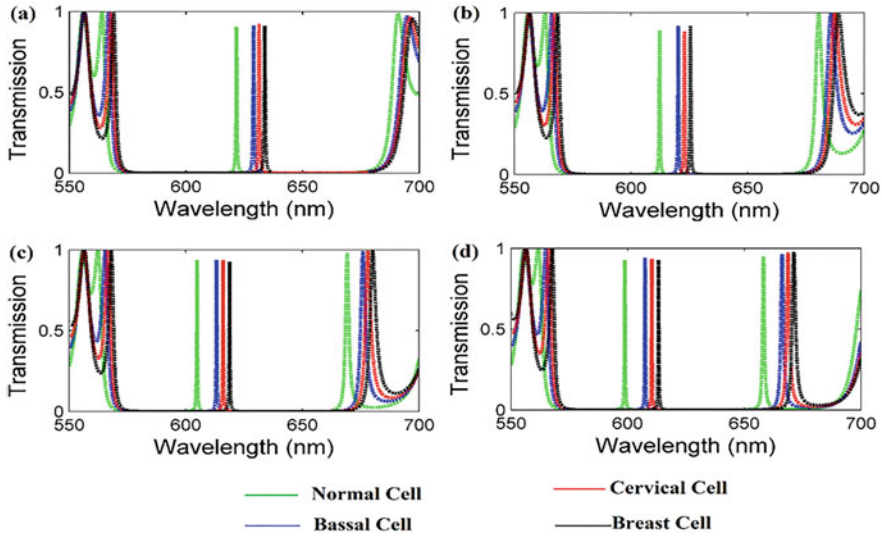 (a)
Transmission
1
0.5
0
550 600 650 700
Wavelength (nm)
(b)
Transmission
1
0.5
0
550 600 650 700
Wavelength (nm)
(c)
Transmission
1
0.5
0
550 600 650 700
Wavelength (nm)
(d)
Transmission
1
0.5
0
550 600 650 700
Wavelength (nm)
Normal Cell
Cervical Cell
Bassal Cell
Breast Cell